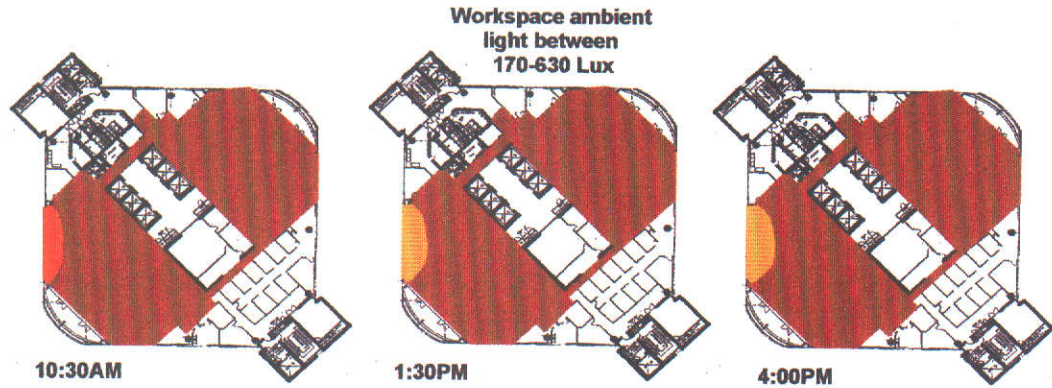 Workspace ambient
light between
170-630 Lux
10:30AM
1:30PM
4:00PM